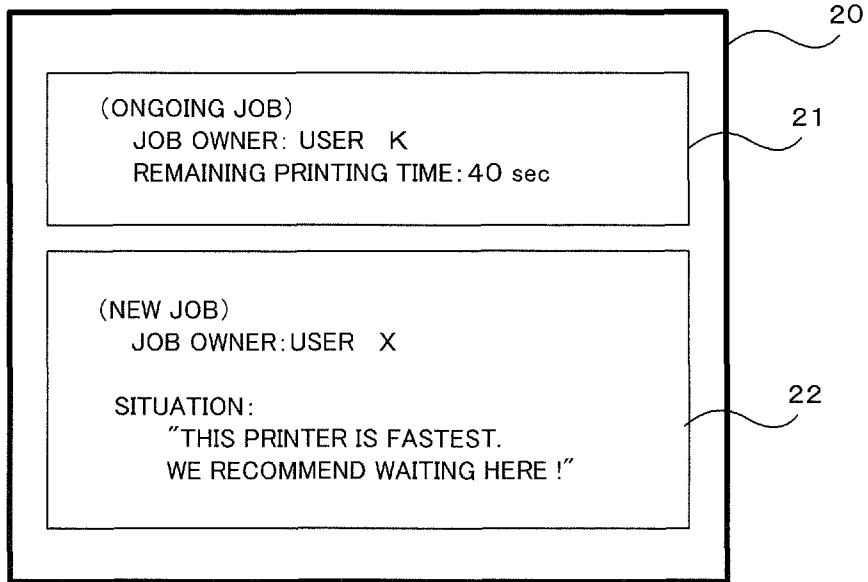 20
(ONGOING JOB)
JOB OWNER: USER K
REMAINING PRINTING TIME: 40 sec
21
(NEW JOB)
JOB OWNER: USER X
SITUATION:
"THIS PRINTER IS FASTEST.
WE RECOMMEND WAITING HERE !"
22